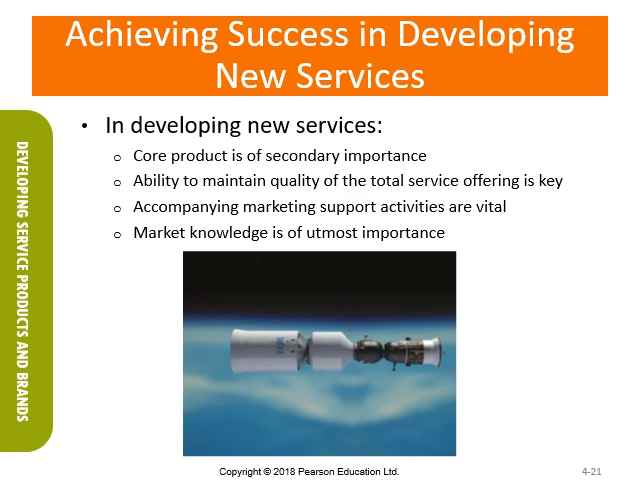 Achieving Success in Developing
New Services
DEVELOPING SERVICE PRODUCTS AND BRANDS
• In developing new services:
o Core product is of secondary importance
o Ability to maintain quality of the total service offering is key
o Accompanying marketing support activities are vital
o Market knowledge is of utmost importance
Copyright © 2018 Pearson Education Ltd.
4-21